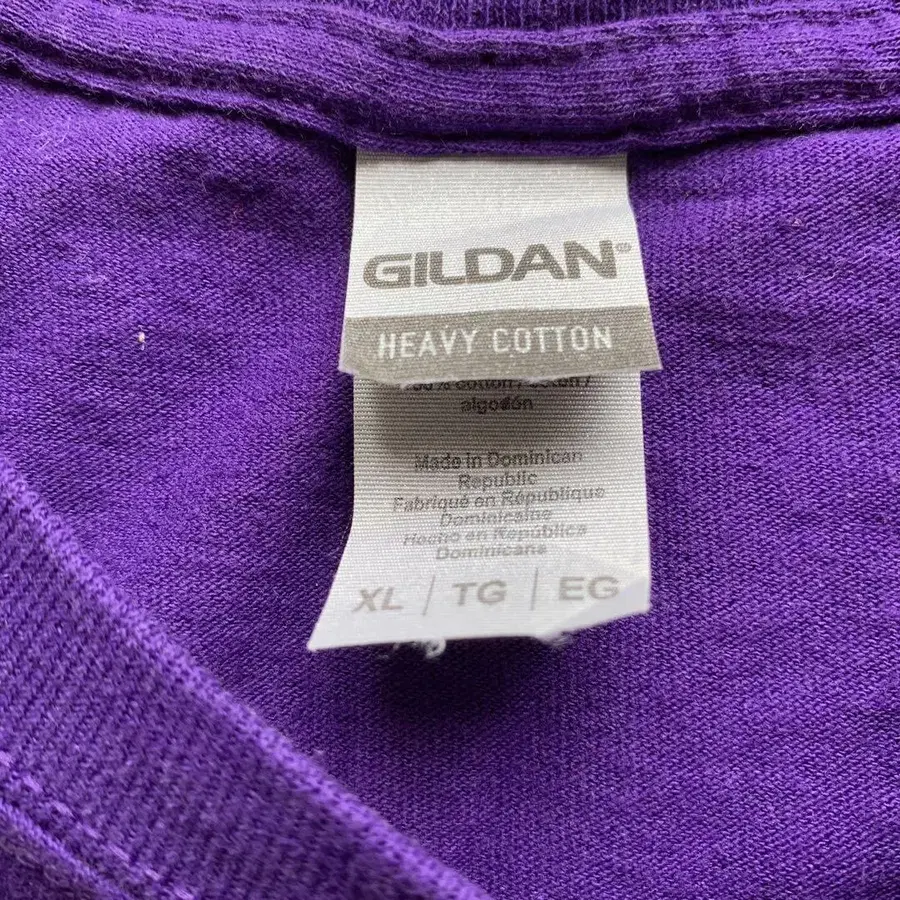 GILDAN®
HEAVY COTTON
% cotton /
algodón
Made in Dominican
Republic
Fabriqué en République
Dominicaine
Hecho en República
Dominicana
XL | TG | EG